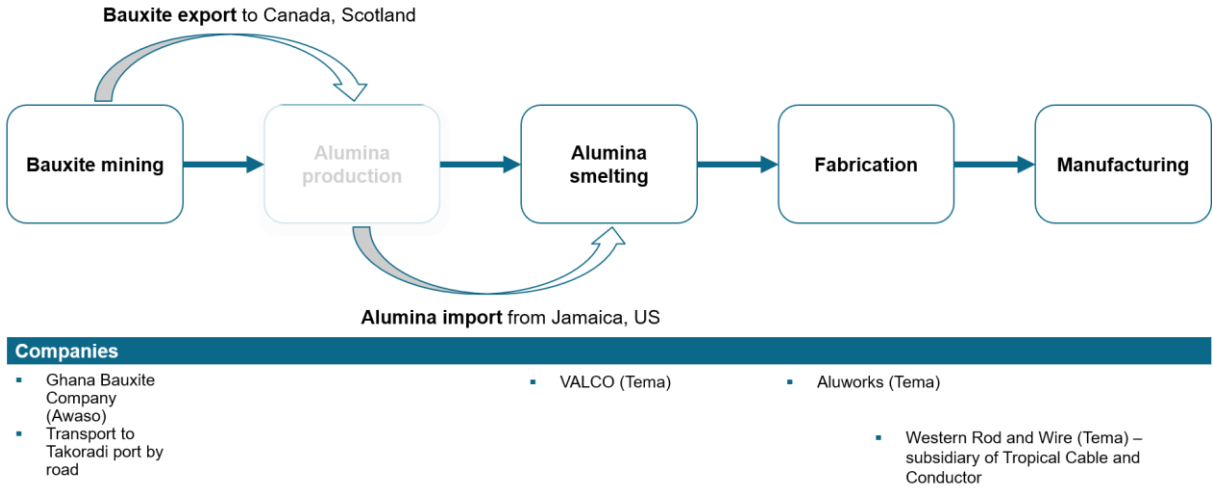 Bauxite export to Canada, Scotland
Bauxite mining
Alumina
production
Alumina
smelting
Fabrication
Manufacturing
Alumina import from Jamaica, US
Companies
▪ Ghana Bauxite
Company
(Awaso)
▪ Transport to
Takoradi port by
road
▪ VALCO (Tema)
▪ Aluworks (Tema)
▪ Western Rod and Wire (Tema) –
subsidiary of Tropical Cable and
Conductor